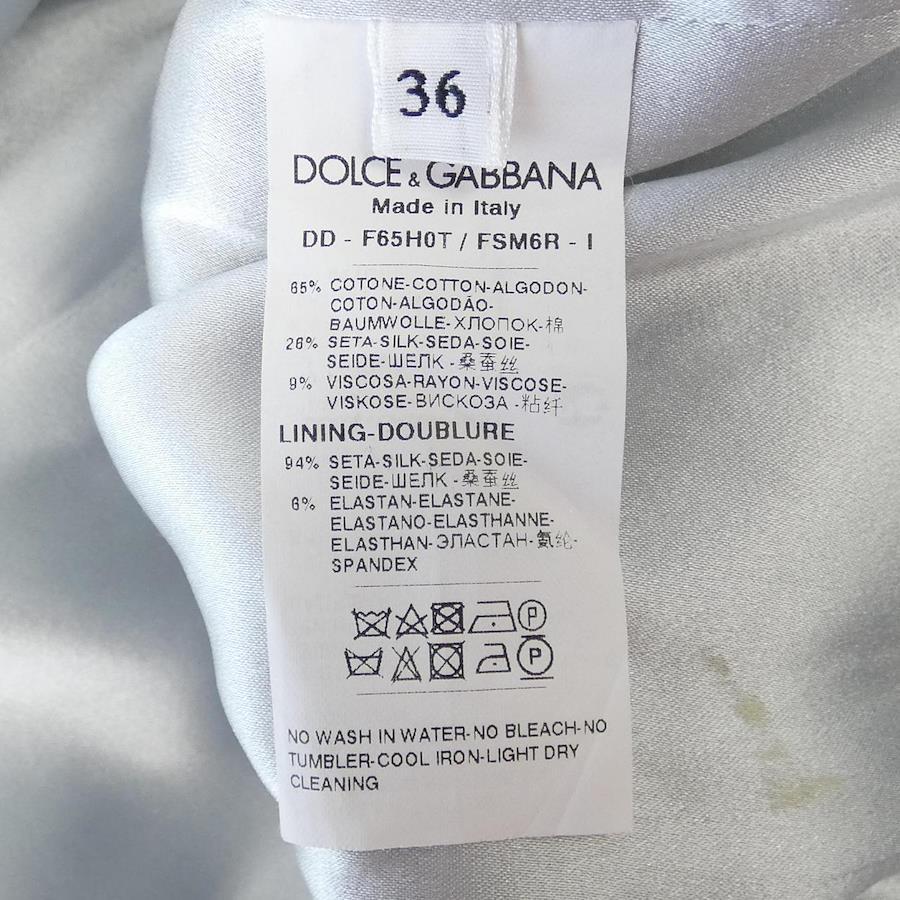 36
DOLCE & GABBANA
Made in Italy
DD - F65H0T / FSM6R - I
65% COTONE-COTTON-ALGODON-
COTON-ALGODÃO-
BAUMWOLLE-ХЛОПОК-棉
26% SETA-SILK-SEDA-SOIE-
SEIDE-ШЕЛК-桑蚕丝
9% VISCOSA-RAYON-VISCOSE-
VISKOSE-ВИСКОЗА-粘纤
LINING-DOUBLURE
94% SETA-SILK-SEDA-SOIE-
SEIDE-ШЕЛК-桑蚕丝
6% ELASTAN-ELASTANE-
ELASTANO-ELASTHANNE-
ELASTHAN-ЭЛАСТАН-氨纶-
SPANDEX
P
P
NO WASH IN WATER-NO BLEACH-NO
TUMBLER-COOL IRON-LIGHT DRY
CLEANING